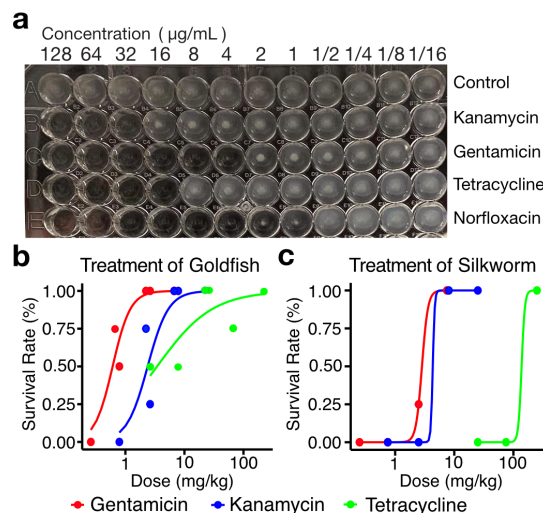 a
Concentration ( μg/mL)
128 64 32 16 8 4 2 1 1/2 1/4 1/8 1/16
Control
Kanamycin
Gentamicin
Tetracycline
Norfloxacin
A
B
C
D
E
b
Treatment of Goldfish
Survival Rate (%)
1.00
0.75
0.50
0.25
0.00
1 10 100
Dose (mg/kg)
c
Treatment of Silkworm
Survival Rate (%)
1.00
0.75
0.50
0.25
0.00
1 10 100
Dose (mg/kg)
Gentamicin Kanamycin Tetracycline